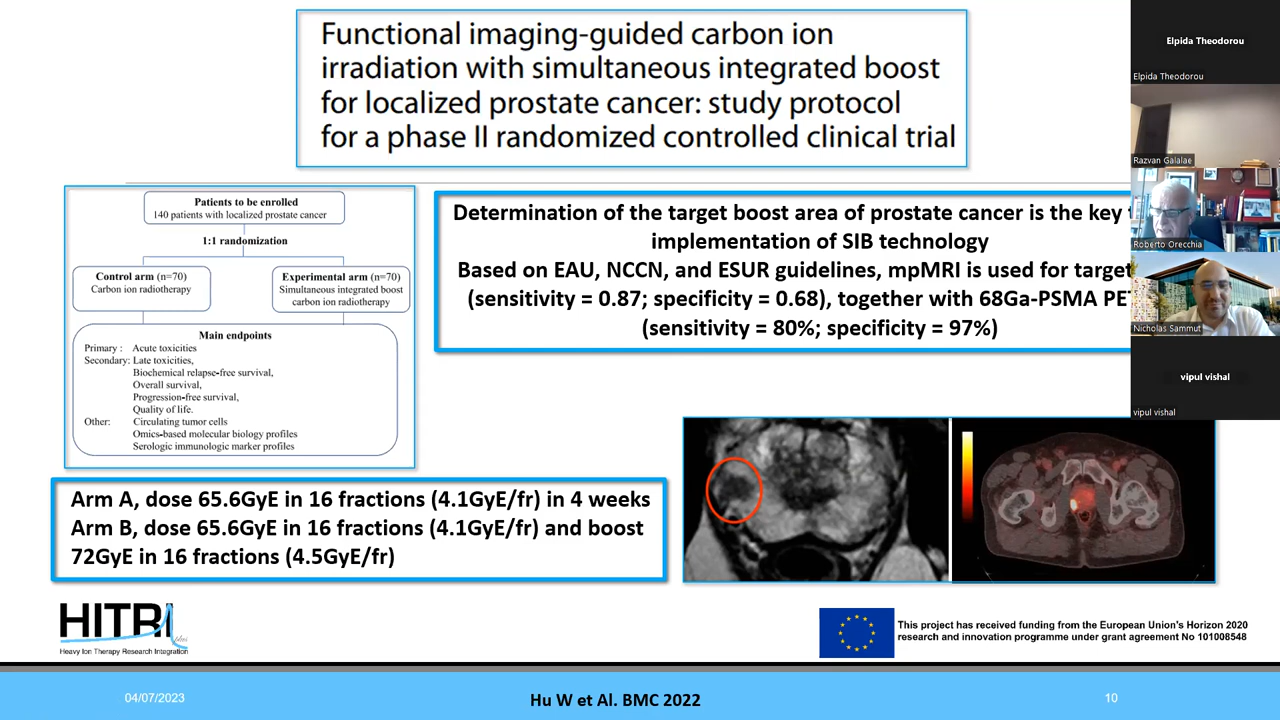 Functional imaging-guided carbon ion
irradiation with simultaneous integrated boost
for localized prostate cancer: study protocol
for a phase II randomized controlled clinical trial
Elpida Theodorou
Elpida Theodorou
Razvan Galalae
Roberto Orecchia
Nicholas Sammut
vipul vishal
vipul vishal
Patients to be enrolled
140 patients with localized prostate cancer
1:1 randomization
Control arm (n=70)
Carbon ion radiotherapy
Experimental arm (n=70)
Simultaneous integrated boost
carbon ion radiotherapy
Main endpoints
Primary : Acute toxicities
Secondary: Late toxicities,
Biochemical relapse-free survival,
Overall survival,
Progression-free survival,
Quality of life.
Other: Circulating tumor cells
Omics-based molecular biology profiles
Serologic immunologic marker profiles
Determination of the target boost area of prostate cancer is the key
implementation of SIB technology
Based on EAU, NCCN, and ESUR guidelines, mpMRI is used for target
(sensitivity = 0.87; specificity = 0.68), together with 68Ga-PSMA
(sensitivity = 80%; specificity = 97%)
Arm A, dose 65.6GyE in 16 fractions (4.1GyE/fr) in 4 weeks
Arm B, dose 65.6GyE in 16 fractions (4.1GyE/fr) and boost
72GyE in 16 fractions (4.5GyE/fr)
HITRI plus
Heavy Ion Therapy Research Integration
This project has received funding from the European Union's Horizon 2020
research and innovation programme under grant agreement No 101008548
04/07/2023
Hu W et Al. BMC 2022
10